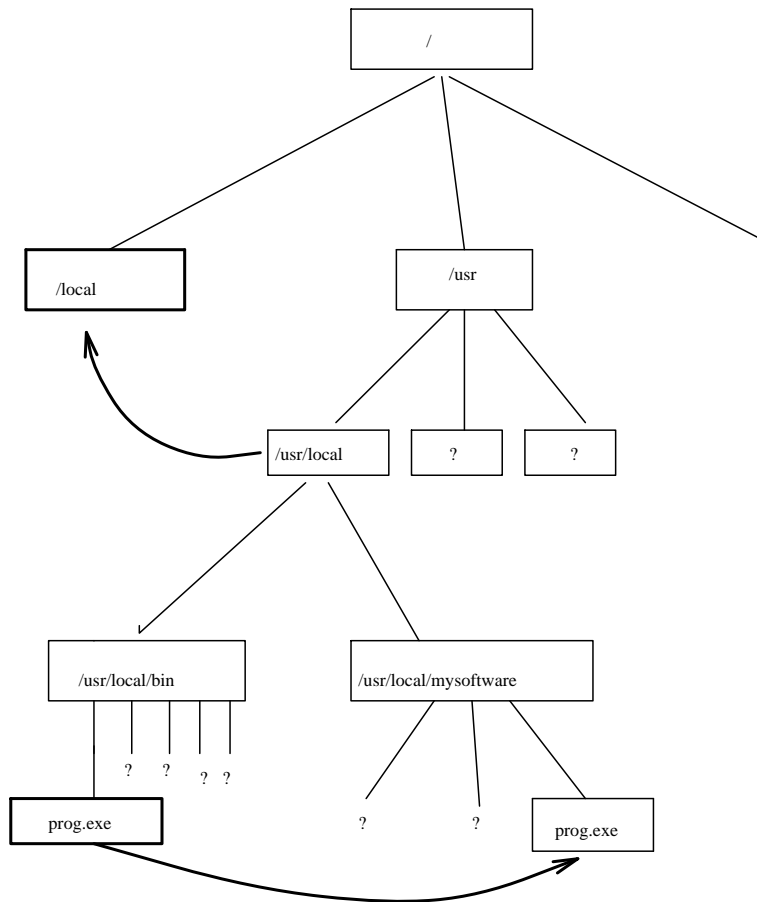 /
/local
/usr
/usr/local
?
?
/usr/local/bin
/usr/local/mysoftware
?
?
?
?
?
?
prog.exe
prog.exe